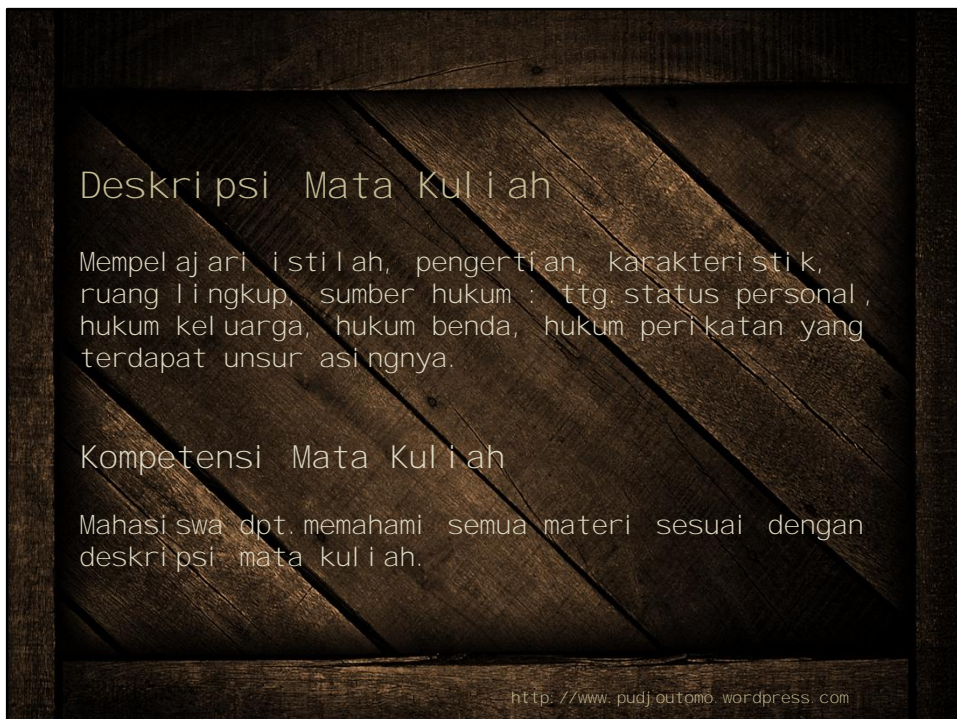 Deskripsi Mata Kuliah
Mempelajari istilah, pengertian, karakteristik,
ruang lingkup, sumber hukum : ttg.status personal,
hukum keluarga, hukum benda, hukum perikatan yang
terdapat unsur asingnya.
Kompetensi Mata Kuliah
Mahasiswa dpt.memahami semua materi sesuai dengan
deskripsi mata kuliah.
http://www.pudjoutomo.wordpress.com